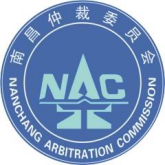 南昌仲裁委员会
NAC
NANCHANG ARBITRATION COMMISSION